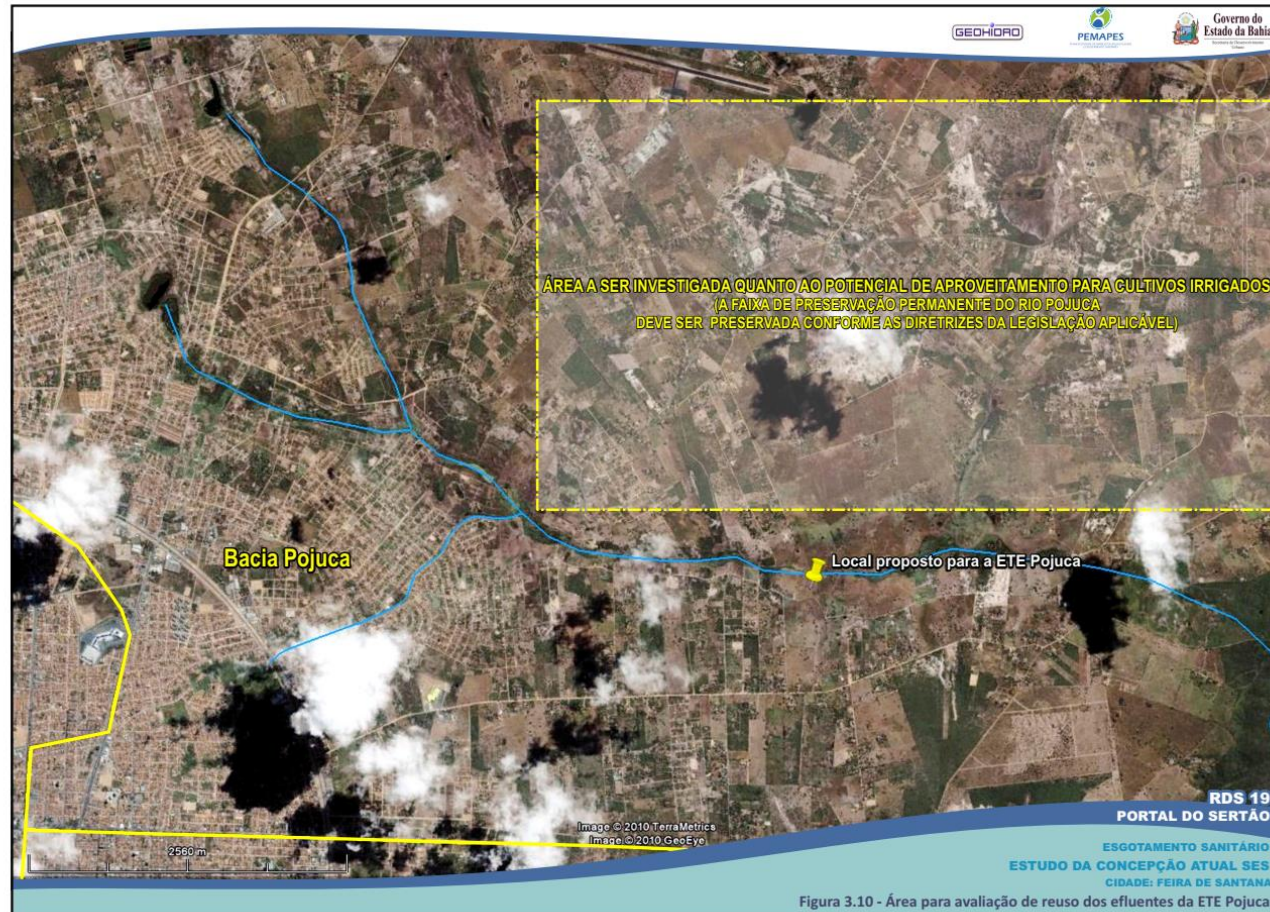 GEOHIDRO
PEMAPES
Governo do
Estado da Bahia
ÁREA A SER INVESTIGADA QUANTO AO POTENCIAL DE APROVEITAMENTO PARA CULTIVOS IRRIGADOS
(A FAIXA DE PRESERVAÇÃO PERMANENTE DO RIO POJUCA
DEVE SER PRESERVADA CONFORME AS DIRETRIZES DA LEGISLAÇÃO APLICÁVEL)
Bacia Pojuca
Local proposto para a ETE Pojuca
Image © 2010 TerraMetrics
Image © 2010 GeoEye
2560 m
RDS 19
PORTAL DO SERTÃO
ESGOTAMENTO SANITÁRIO
ESTUDO DA CONCEPÇÃO ATUAL SES
CIDADE: FEIRA DE SANTANA
Figura 3.10 - Área para avaliação de reuso dos efluentes da ETE Pojuca